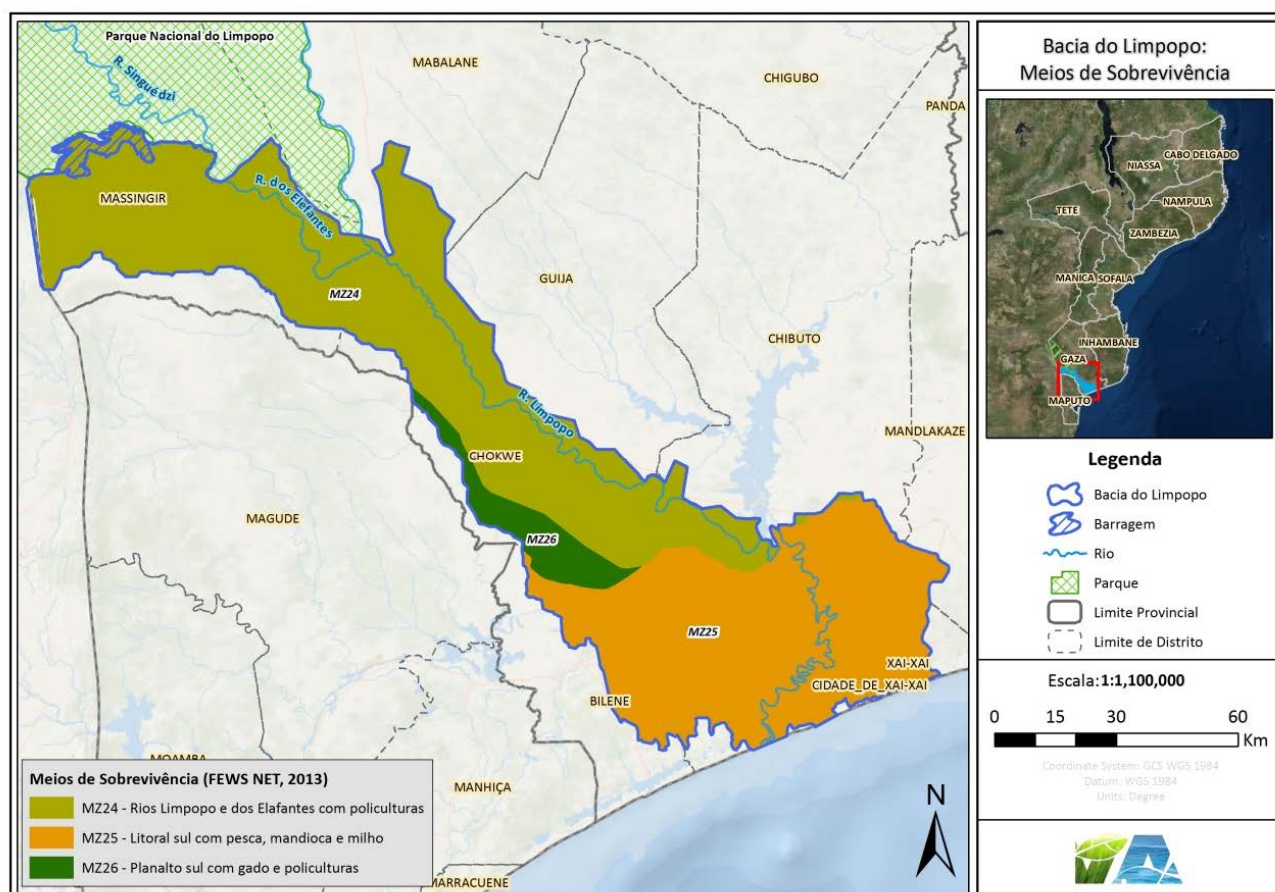 Parque Nacional do Limpopo
R. Singuédzi
MABALANE
CHIGUBO
PANDA
MASSINGIR
R. dos Elefantes
MZ24
GUIJA
CHIBUTO
R. Limpopo
MANDLAKAZE
CHOKWE
MAGUDE
MZ26
MZ25
XAI-XAI
CIDADE_DE_XAI-XAI
BILENE
MOAMBA
MANHIÇA
MARRACUENE
N
Meios de Sobrevivência (FEWS NET, 2013)
MZ24 - Rios Limpopo e dos Elafantes com policulturas
MZ25 - Litoral sul com pesca, mandioca e milho
MZ26 - Planalto sul com gado e policulturas
Bacia do Limpopo:
Meios de Sobrevivência
CABO DELGADO
NIASSA
NAMPULA
TETE
ZAMBEZIA
MANICA
SOFALA
INHAMBANE
GAZA
MAPUTO
Legenda
Bacia do Limpopo
Barragem
Rio
Parque
Limite Provincial
Limite de Distrito
Escala:1:1,100,000
0 15 30 60
Km
Coordinate System: GCS WGS 1984
Datum: WGS 1984
Units: Degree